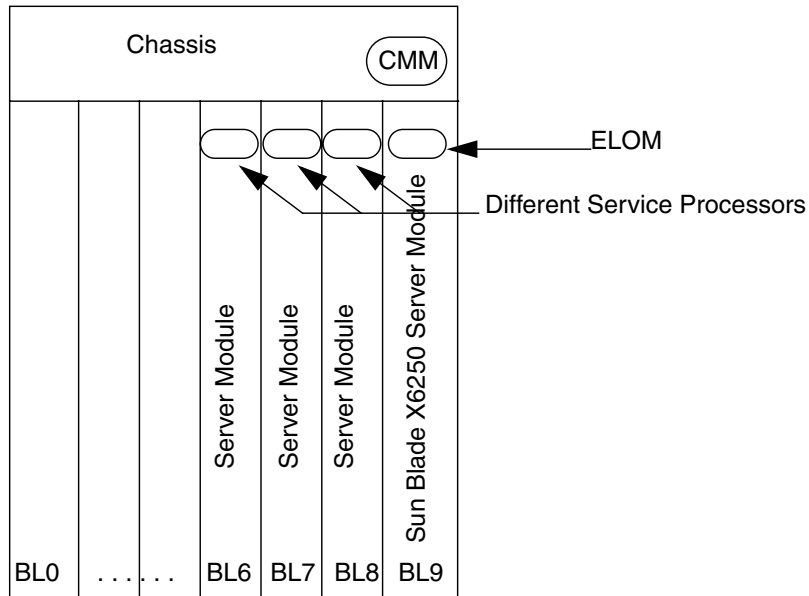 Chassis
CMM
ELOM
Different Service Processors
Server Module
Server Module
Server Module
Sun Blade X6250 Server Module
BL0
. . . . . .
BL6
BL7
BL8
BL9